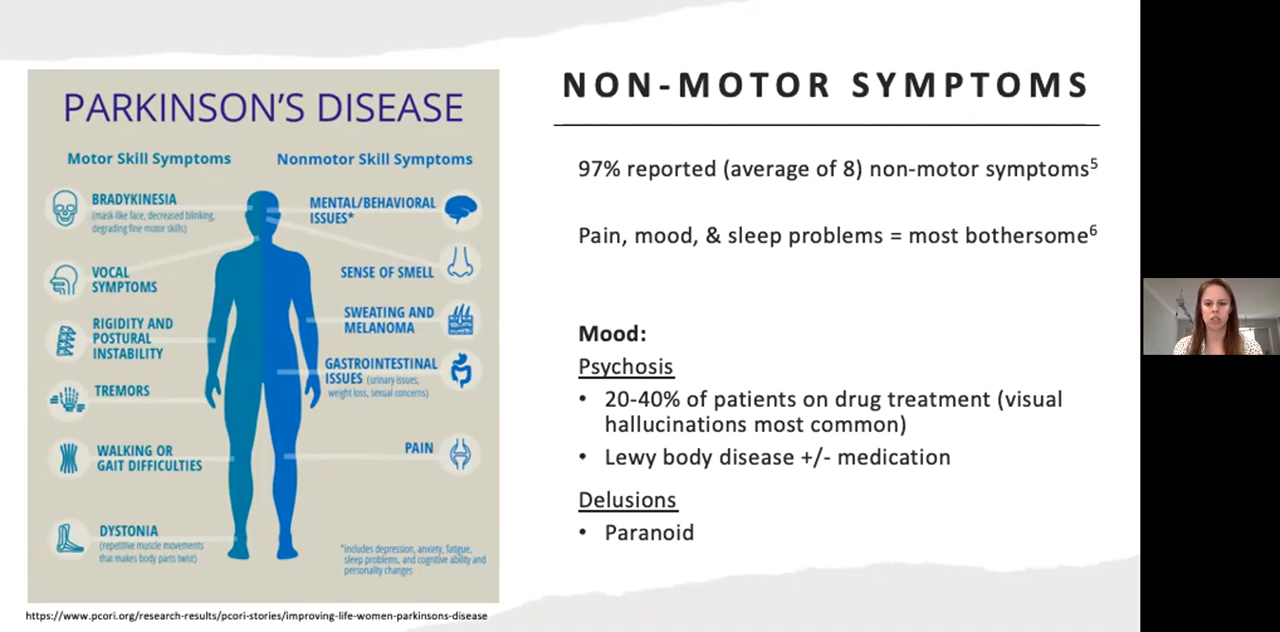 PARKINSON'S DISEASE
Motor Skill Symptoms
BRADYKINESIA
(mask-like face, decreased blinking,
degrading fine motor skills)
VOCAL
SYMPTOMS
RIGIDITY AND
POSTURAL
INSTABILITY
TREMORS
WALKING OR
GAIT DIFFICULTIES
DYSTONIA
(repetitive muscle movements
that makes body parts twist)
Nonmotor Skill Symptoms
MENTAL/BEHAVIORAL
ISSUES*
SENSE OF SMELL
SWEATING AND
MELANOMA
GASTROINTESTINAL
ISSUES (urinary issues,
weight loss, sexual concerns)
PAIN
*includes depression, anxiety, fatigue,
sleep problems, and cognitive ability and
personality changes
https://www.pcori.org/research-results/pcori-stories/improving-life-women-parkinsons-disease
NON-MOTOR SYMPTOMS
97% reported (average of 8) non-motor symptoms⁵
Pain, mood, & sleep problems = most bothersome⁶
Mood:
Psychosis
• 20-40% of patients on drug treatment (visual
hallucinations most common)
• Lewy body disease +/- medication
Delusions
• Paranoid